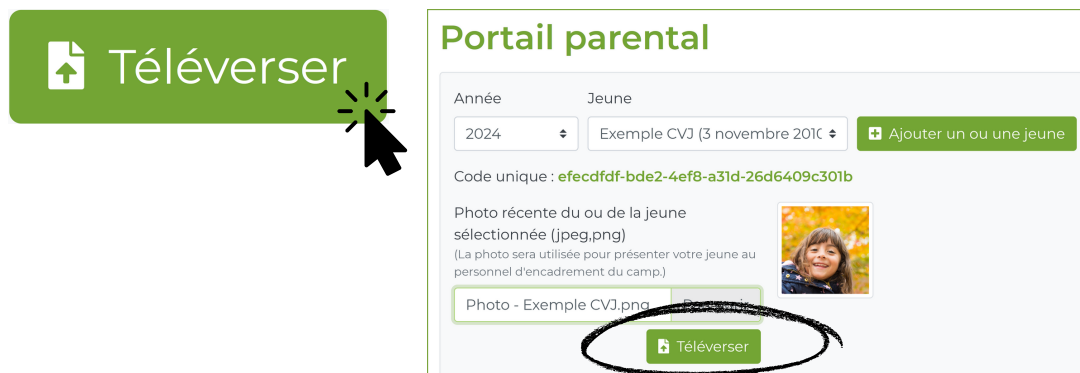 Téléverser
Portail parental
Année Jeune
2024 Exemple CVJ (3 novembre 2010 Ajouter un ou une jeune
Code unique : efecdfdf-bde2-4ef8-a31d-26d6409c301b
Photo récente du ou de la jeune
sélectionnée (jpeg,png)
(La photo sera utilisée pour présenter votre jeune au
personnel d'encadrement du camp.)
Photo - Exemple CVJ.png
Téléverser